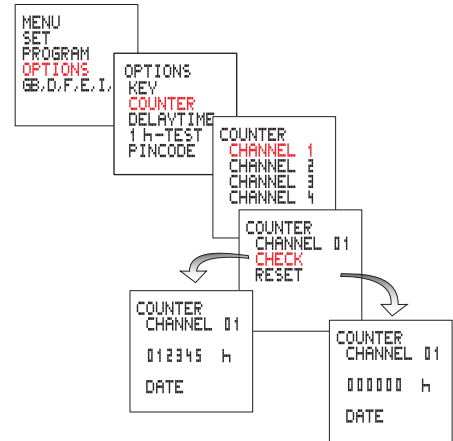 MENU
SET
PROGRAM
OPTIONS
GB,D,F,E,I,
OPTIONS
KEY
COUNTER
DELAYTIME
1 h-TEST
PINCODE
COUNTER
CHANNEL 1
CHANNEL 2
CHANNEL 3
CHANNEL 4
COUNTER
CHANNEL 01
CHECK
RESET
COUNTER
CHANNEL 01
012345 h
DATE
COUNTER
CHANNEL 01
000000 h
DATE